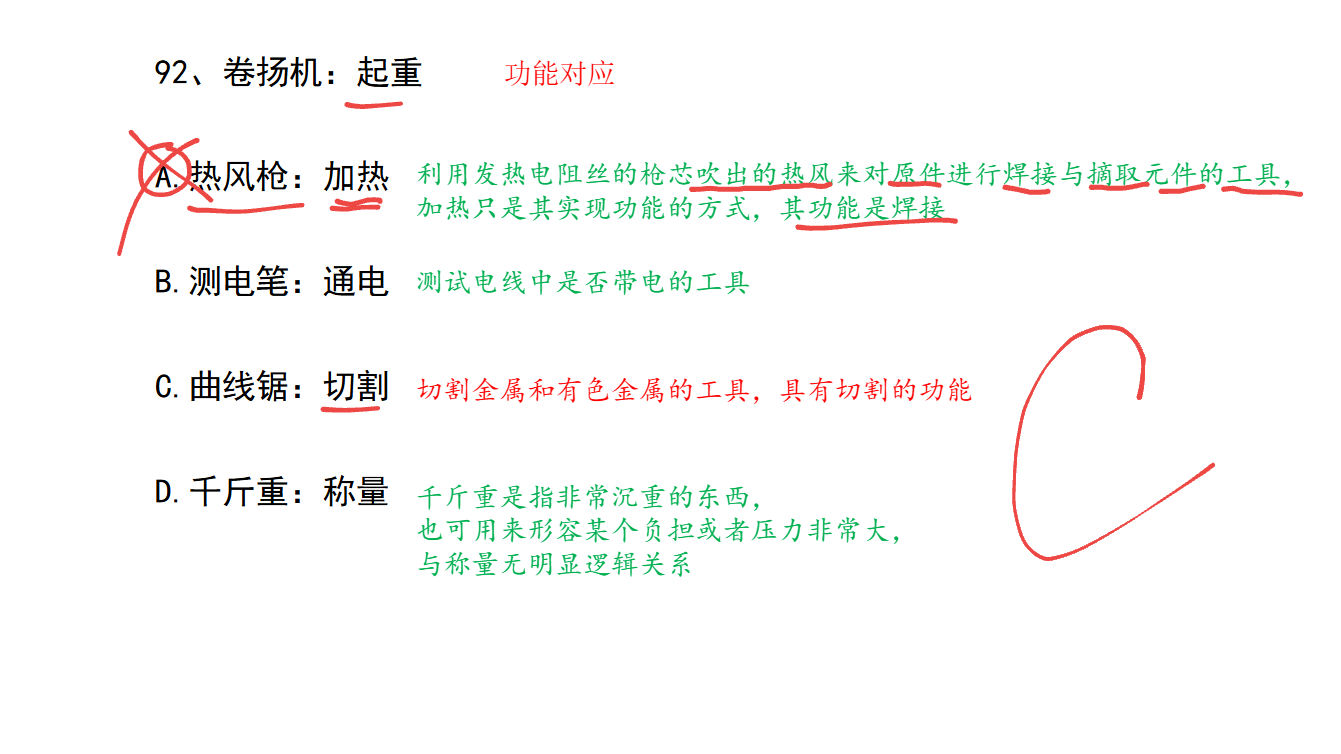 92、卷扬机：起重 功能对应
A.热风枪：加热 利用发热电阻丝的枪芯吹出的热风来对原件进行焊接与摘取元件的工具，
加热只是其实现功能的方式，其功能是焊接
B.测电笔：通电 测试电线中是否带电的工具
C.曲线锯：切割 切割金属和有色金属的工具，具有切割的功能
D.千斤重：称量 千斤重是指非常沉重的东西，
也可用来形容某个负担或者压力非常大，
与称量无明显逻辑关系
C